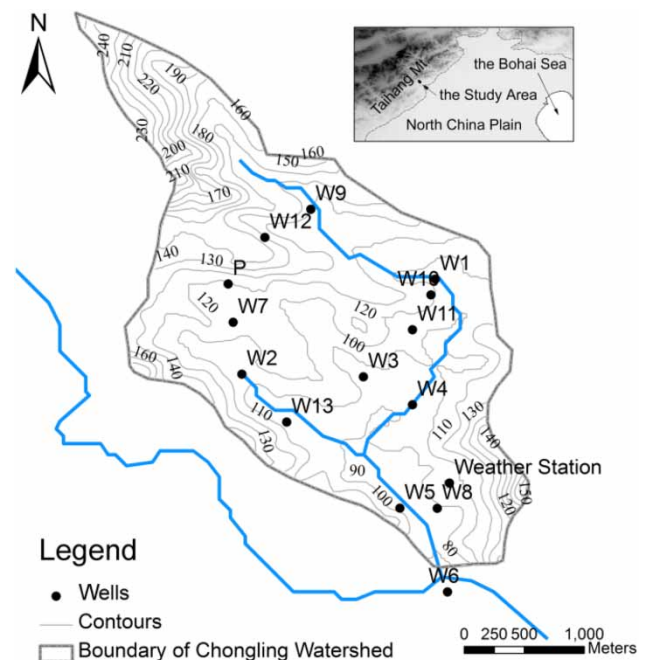 N
the Bohai Sea
Taihang Mt.
the Study Area
North China Plain
240
210
190
220
160
230
180
150
160
200
210
170
W9
W12
140
130
P
W1
W10
120
W7
120
W11
100
160
140
W2
W3
W4
110
W13
130
110
130
140
90
Weather Station
100
W5
W8
150
120
80
W6
Legend
Wells
Contours
Boundary of Chongling Watershed
0 250 500 1,000
Meters